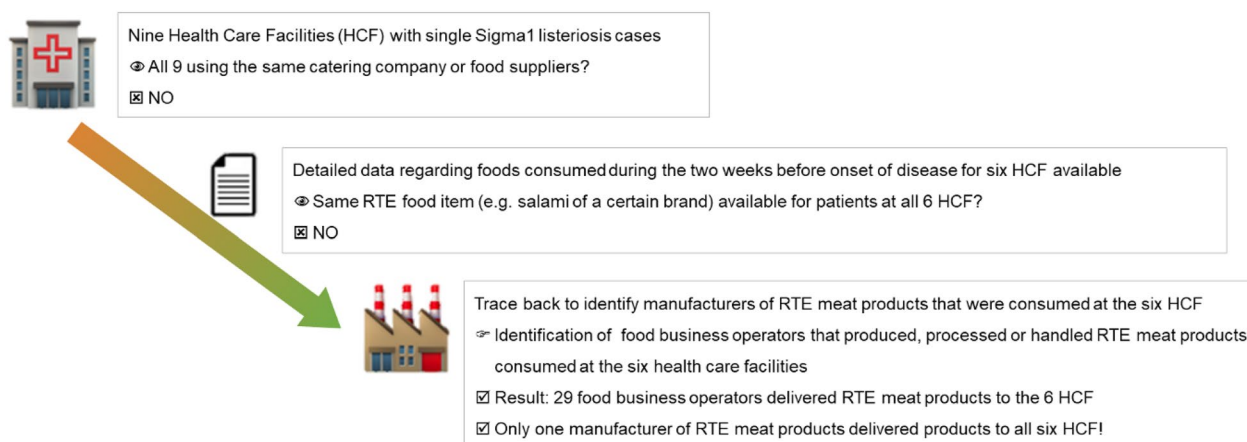 Nine Health Care Facilities (HCF) with single Sigma1 listeriosis cases
👁 All 9 using the same catering company or food suppliers?
☒ NO
Detailed data regarding foods consumed during the two weeks before onset of disease for six HCF available
👁 Same RTE food item (e.g. salami of a certain brand) available for patients at all 6 HCF?
☒ NO
Trace back to identify manufacturers of RTE meat products that were consumed at the six HCF
☞ Identification of food business operators that produced, processed or handled RTE meat products
consumed at the six health care facilities
☑ Result: 29 food business operators delivered RTE meat products to the 6 HCF
☑ Only one manufacturer of RTE meat products delivered products to all six HCF!